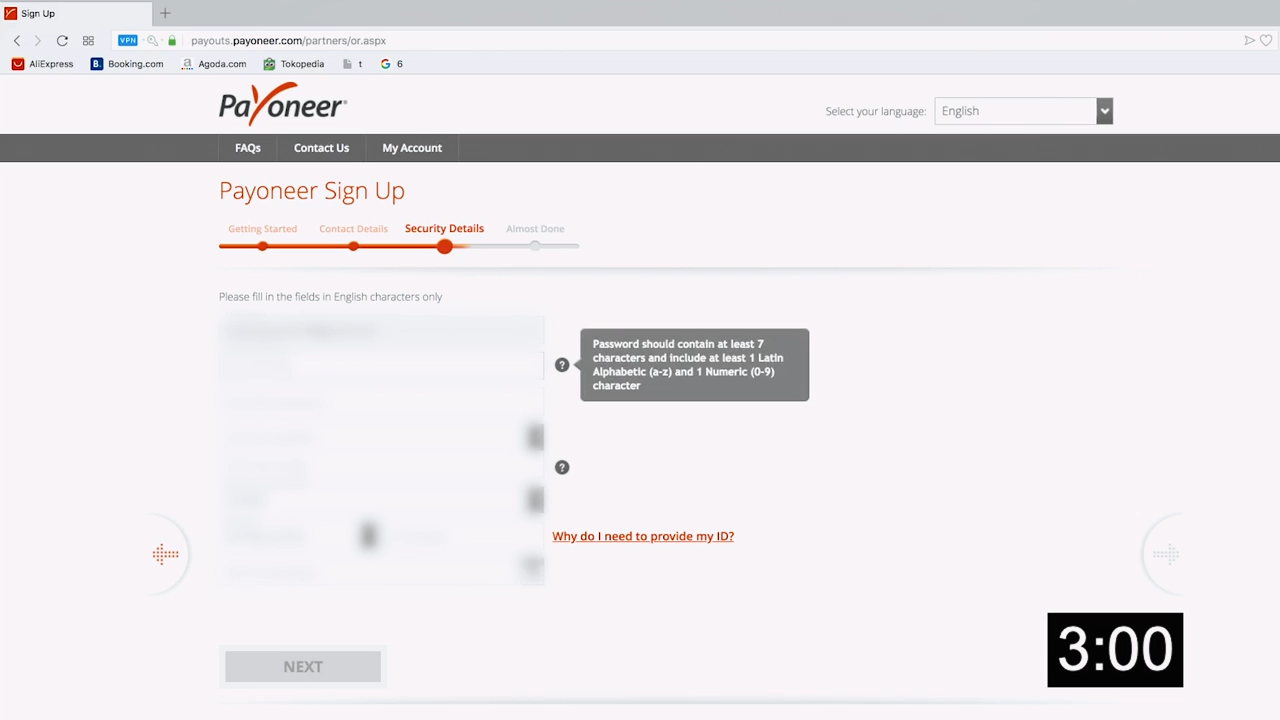 Sign Up
VPN
payouts.payoneer.com/partners/or.aspx
AliExpress
B. Booking.com
a Agoda.com
Tokopedia
t
G 6
Payoneer
Select your language: English
FAQs Contact Us My Account
Payoneer Sign Up
Getting Started Contact Details Security Details Almost Done
Please fill in the fields in English characters only
?
Password should contain at least 7
characters and include at least 1 Latin
Alphabetic (a-z) and 1 Numeric (0-9)
character
?
Why do I need to provide my ID?
NEXT
3:00